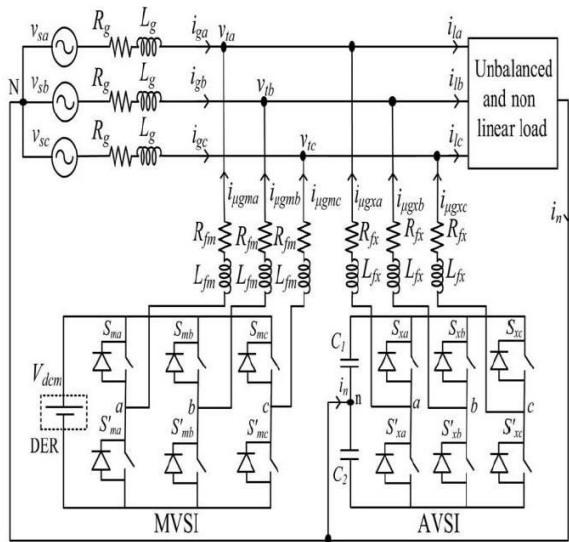 v_sa R_g L_g i_ga v_ta i_la
N v_sb R_g L_g i_gb v_tb i_lb
v_sc R_g L_g i_gc v_tc i_lc
Unbalanced
and non
linear load
i_μgma i_μgmb i_μgmc i_μgxa i_μgxb i_μgxc
i_n
R_fm R_fm R_fm R_fx R_fx R_fx
L_fm L_fm L_fm L_fx L_fx L_fx
S_ma S_mb S_mc C_1 S_xa S_xb S_xc
V_dcm
a b c i_n n a b c
DER
S'_ma S'_mb S'_mc C_2 S'_xa S'_xb S'_xc
MVSI AVSI